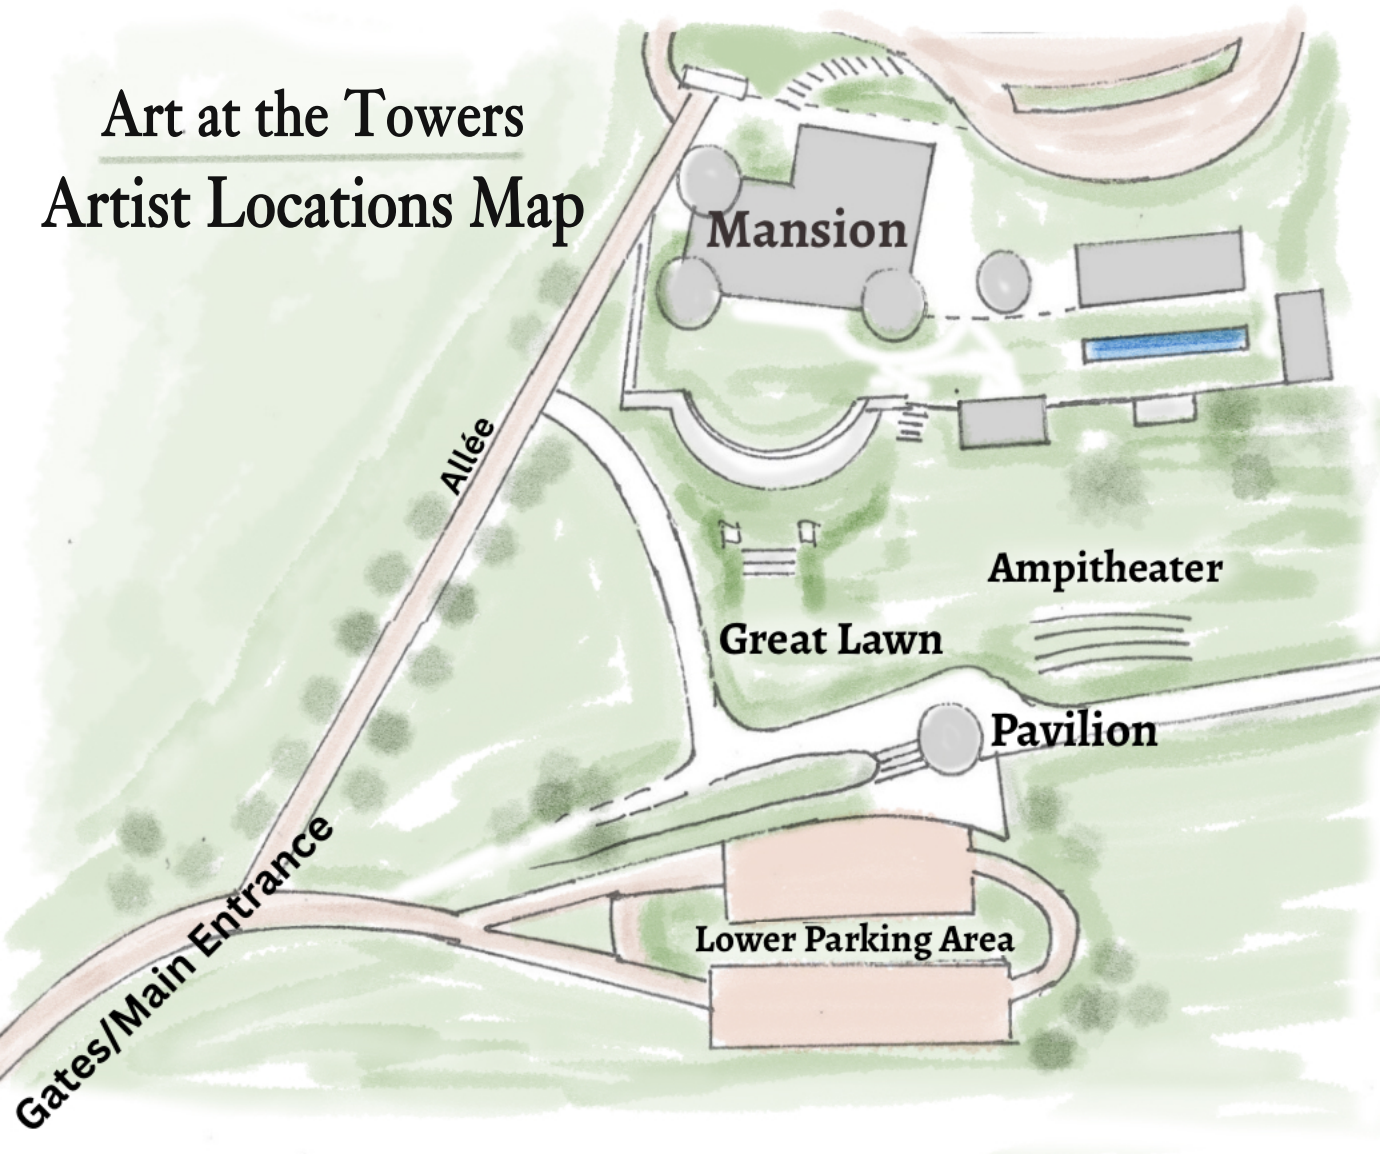 Art at the Towers
Artist Locations Map
Mansion
Allée
Ampitheater
Great Lawn
Pavilion
Gates/Main Entrance
Lower Parking Area